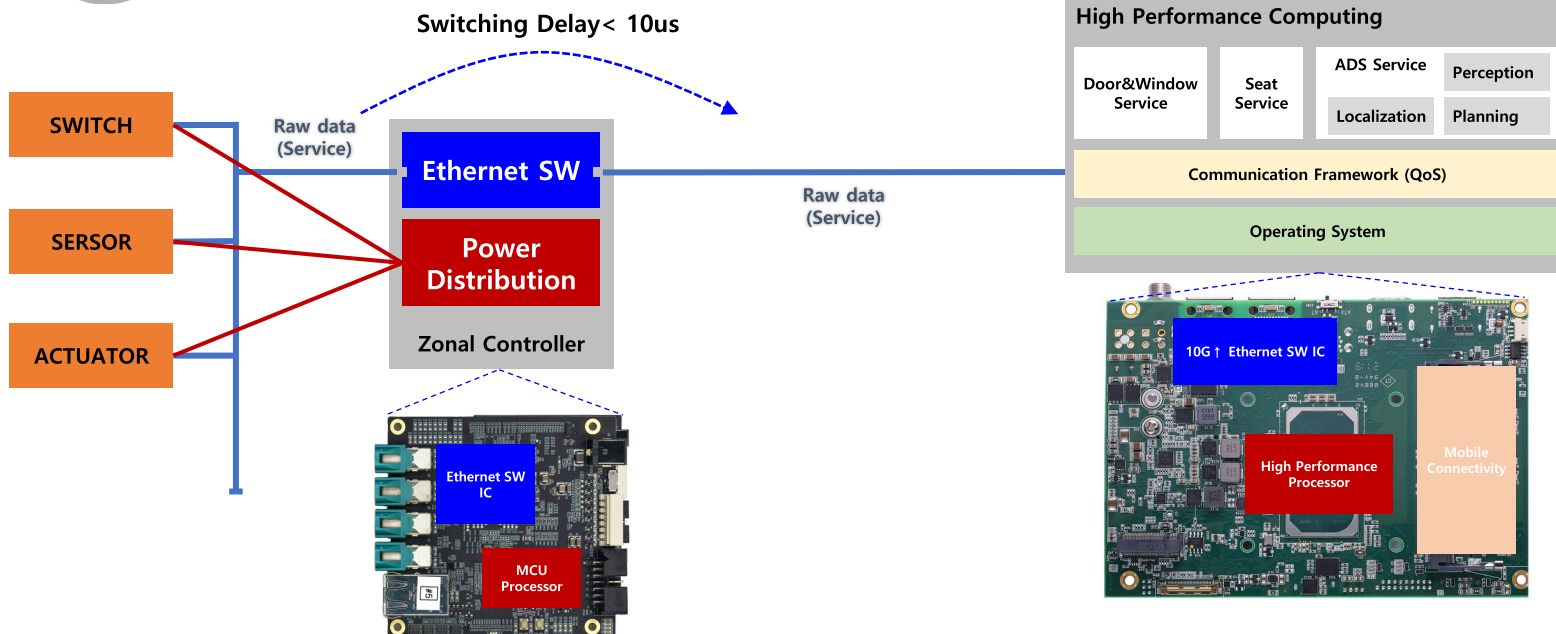 Switching Delay< 10us
High Performance Computing
Door&Window
Service
Seat
Service
ADS Service
Perception
Localization
Planning
Communication Framework (QoS)
Operating System
SWITCH
SERSOR
ACTUATOR
Raw data
(Service)
Ethernet SW
Power
Distribution
Zonal Controller
Raw data
(Service)
Ethernet SW
IC
MCU
Processor
#5
10G↑ Ethernet SW IC
High Performance
Processor
Mobile
Connectivity